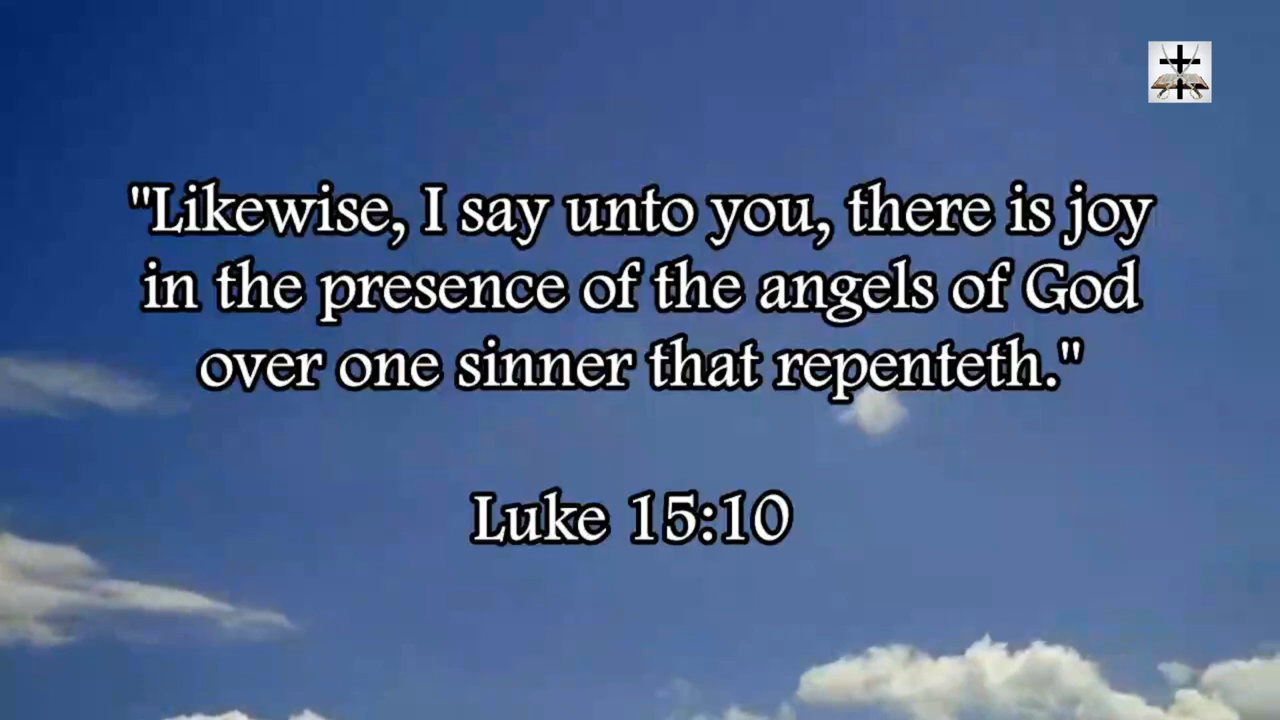 "Likewise, I say unto you, there is joy
in the presence of the angels of God
over one sinner that repenteth."
Luke 15:10